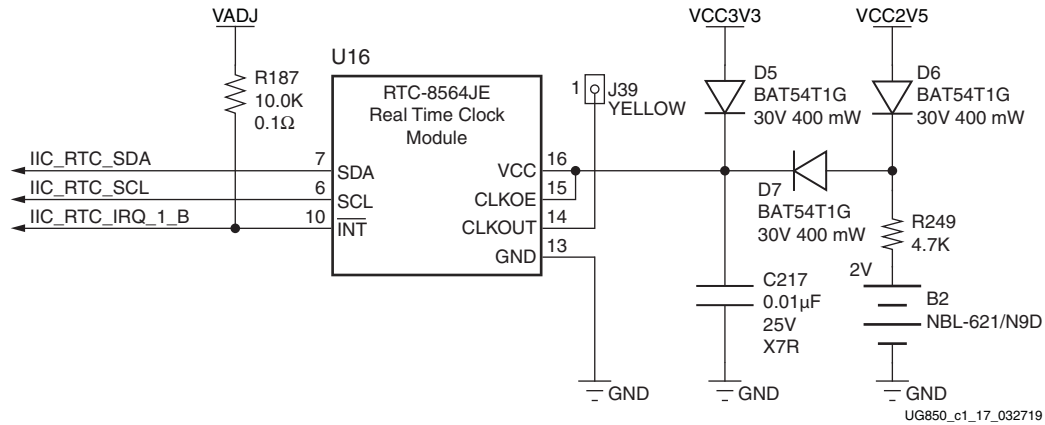 VADJ
VCC3V3
VCC2V5
U16
R187
10.0K
0.1Ω
RTC-8564JE
Real Time Clock
Module
1
J39
YELLOW
D5
BAT54T1G
30V 400 mW
D6
BAT54T1G
30V 400 mW
IIC_RTC_SDA
7
SDA
VCC
16
IIC_RTC_SCL
6
SCL
CLKOE
15
IIC_RTC_IRQ_1_B
10
INT
CLKOUT
14
GND
13
D7
BAT54T1G
30V 400 mW
R249
4.7K
2V
C217
0.01μF
25V
X7R
B2
NBL-621/N9D
GND
GND
GND
UG850_c1_17_032719